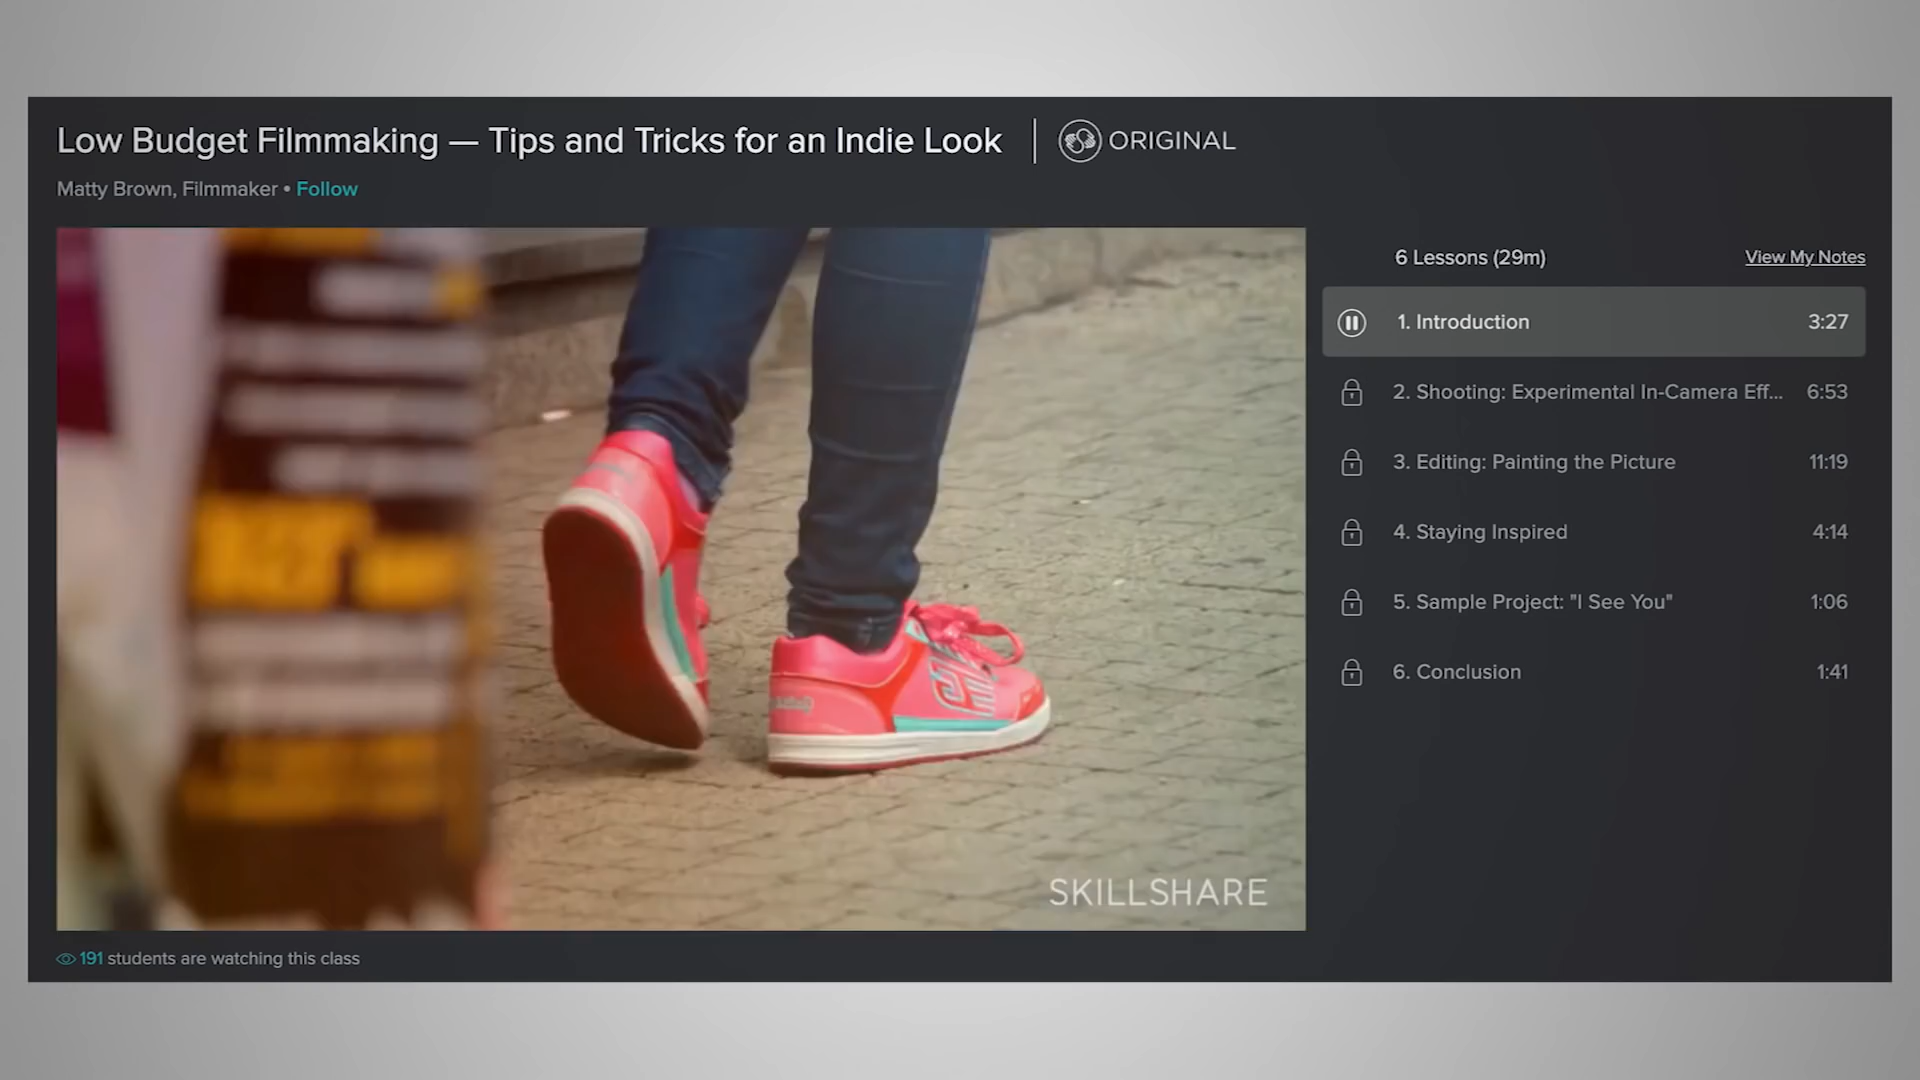 Low Budget Filmmaking — Tips and Tricks for an Indie Look
ORIGINAL
Matty Brown, Filmmaker • Follow
6 Lessons (29m)
View My Notes
1. Introduction 3:27
2. Shooting: Experimental In-Camera Eff... 6:53
3. Editing: Painting the Picture 11:19
4. Staying Inspired 4:14
5. Sample Project: "I See You" 1:06
6. Conclusion 1:41
SKILLSHARE
191 students are watching this class